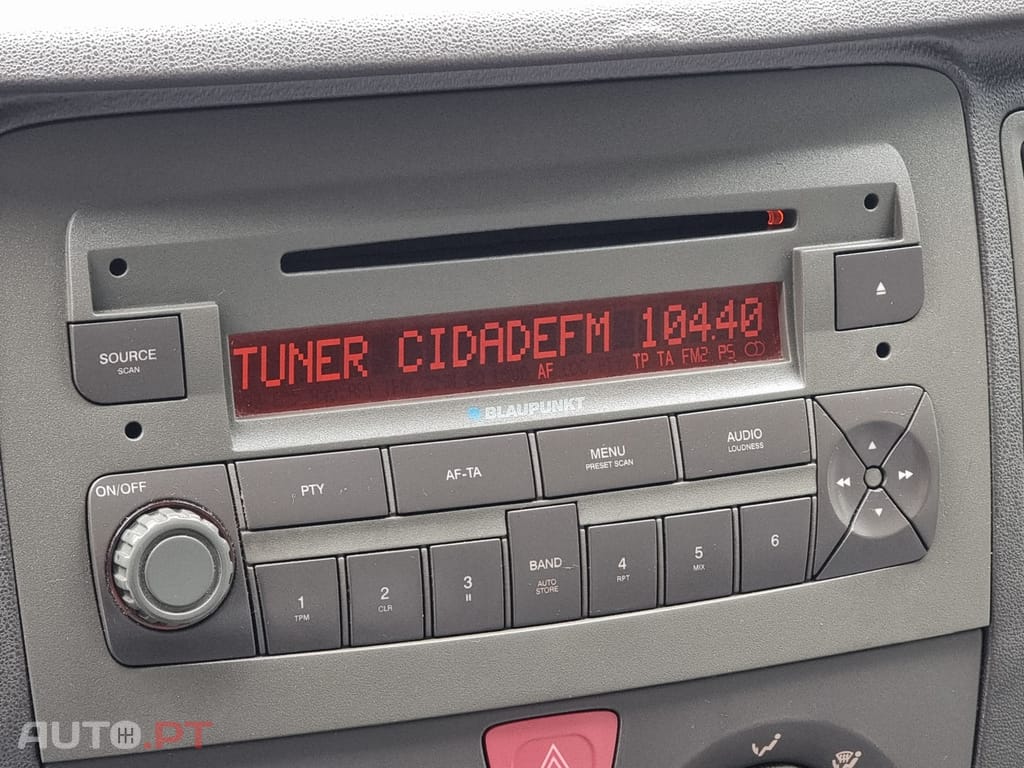 SOURCE
SCAN
TUNER CIDADEFM 104.40
AF TP TA FM2 PS
BLAUPUNKT
ON/OFF
PTY
AF-TA
MENU
PRESET SCAN
AUDIO
LOUDNESS
1
TPM
2
CLR
3
BAND
AUTO
STORE
4
RPT
5
MIX
6
AUTO.PT